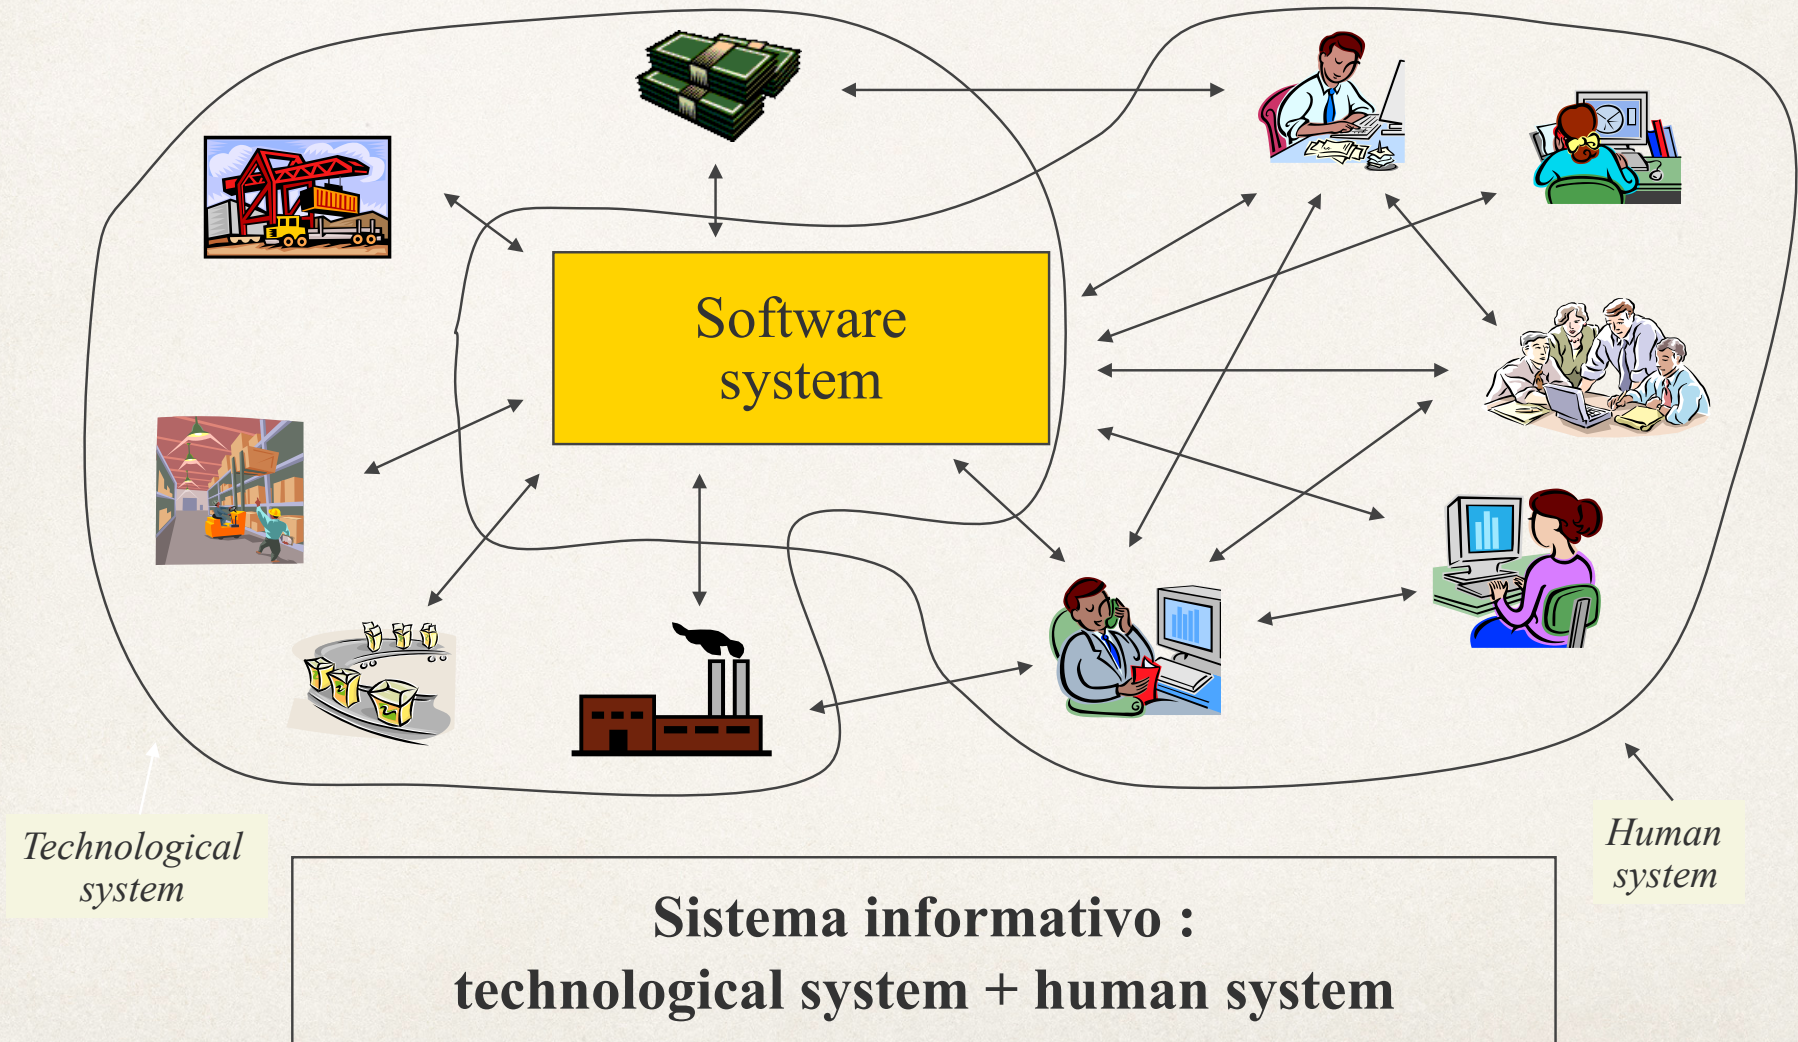 Software
system
Technological
system
Human
system
Sistema informativo :
technological system + human system